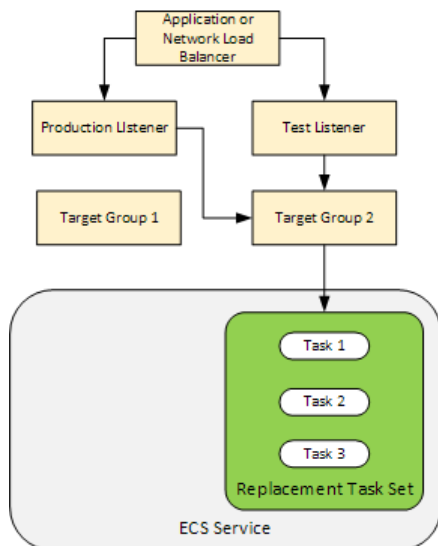 Application or
Network Load
Balancer
Production Listener
Test Listener
Target Group 1
Target Group 2
Task 1
Task 2
Task 3
Replacement Task Set
ECS Service